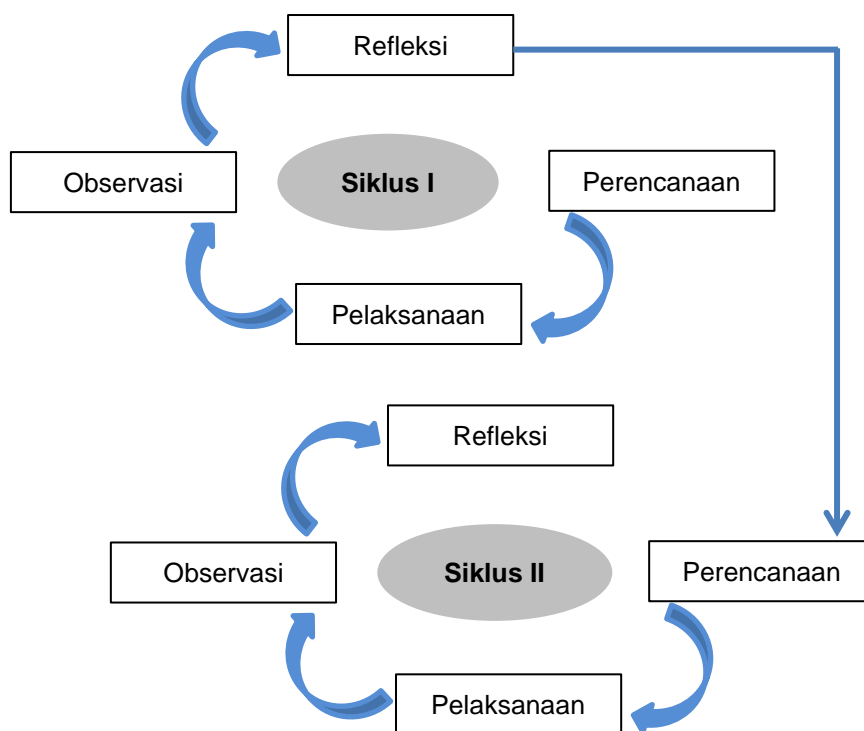 Refleksi
Observasi
Siklus I
Perencanaan
Pelaksanaan
Refleksi
Observasi
Siklus II
Perencanaan
Pelaksanaan